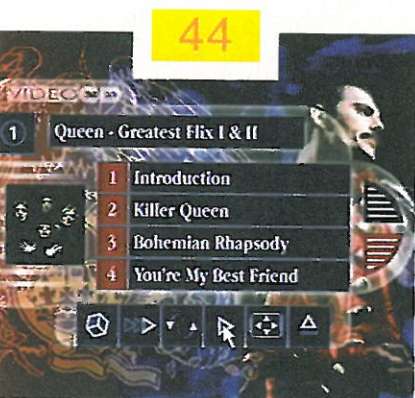 44
VIDEO
1 Queen - Greatest Flix I & II
1 Introduction
2 Killer Queen
3 Bohemian Rhapsody
4 You're My Best Friend